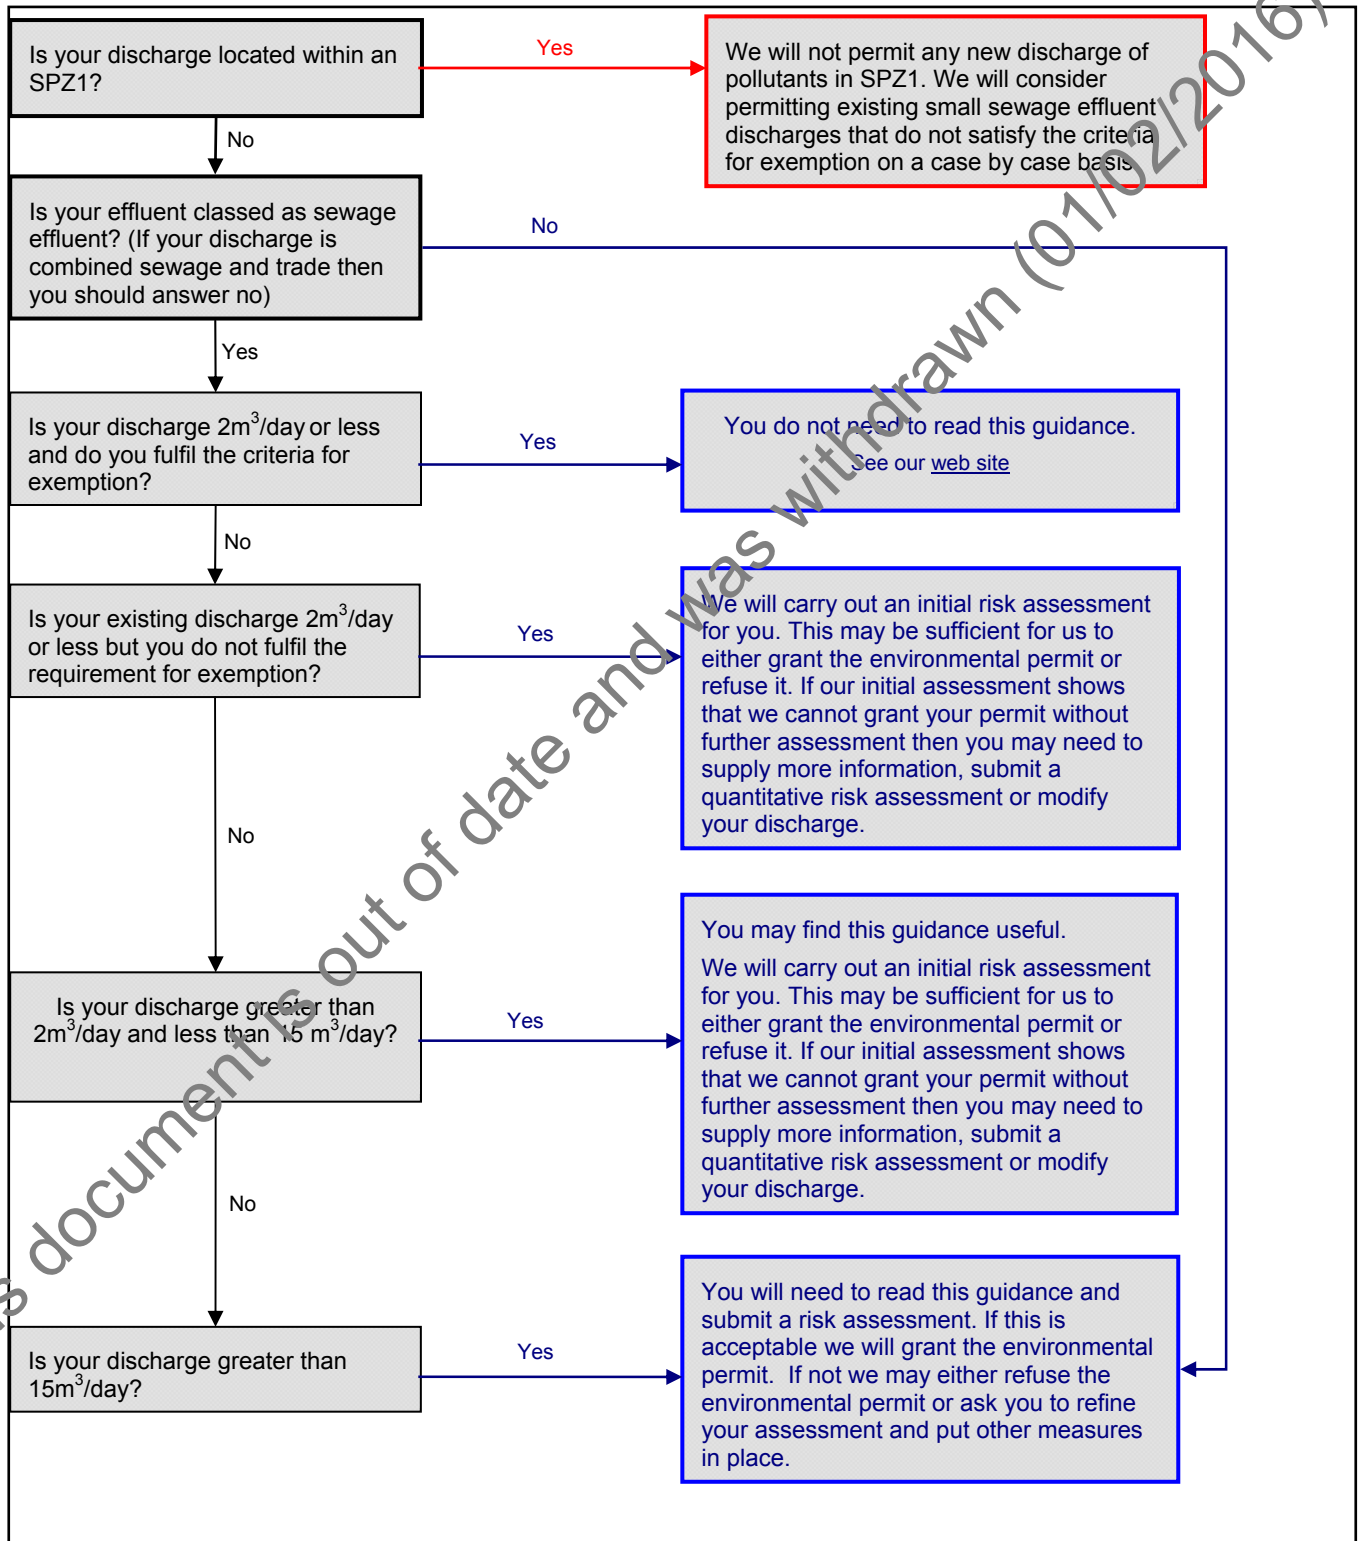 Is your discharge located within an
SPZ1?
Yes
We will not permit any new discharge of
pollutants in SPZ1. We will consider
permitting existing small sewage effluent
discharges that do not satisfy the criteria
for exemption on a case by case basis
No
Is your effluent classed as sewage
effluent? (If your discharge is
combined sewage and trade then
you should answer no)
No
Yes
Is your discharge 2m³/day or less
and do you fulfil the criteria for
exemption?
Yes
You do not need to read this guidance.
See our web site
No
Is your existing discharge 2m³/day
or less but you do not fulfil the
requirement for exemption?
Yes
We will carry out an initial risk assessment
for you. This may be sufficient for us to
either grant the environmental permit or
refuse it. If our initial assessment shows
that we cannot grant your permit without
further assessment then you may need to
supply more information, submit a
quantitative risk assessment or modify
your discharge.
No
Is your discharge greater than
2m³/day and less than 15 m³/day?
Yes
You may find this guidance useful.
We will carry out an initial risk assessment
for you. This may be sufficient for us to
either grant the environmental permit or
refuse it. If our initial assessment shows
that we cannot grant your permit without
further assessment then you may need to
supply more information, submit a
quantitative risk assessment or modify
your discharge.
No
Is your discharge greater than
15m³/day?
Yes
You will need to read this guidance and
submit a risk assessment. If this is
acceptable we will grant the environmental
permit.  If not we may either refuse the
environmental permit or ask you to refine
your assessment and put other measures
in place.
document is out of date and was withdrawn (01/02/2016)